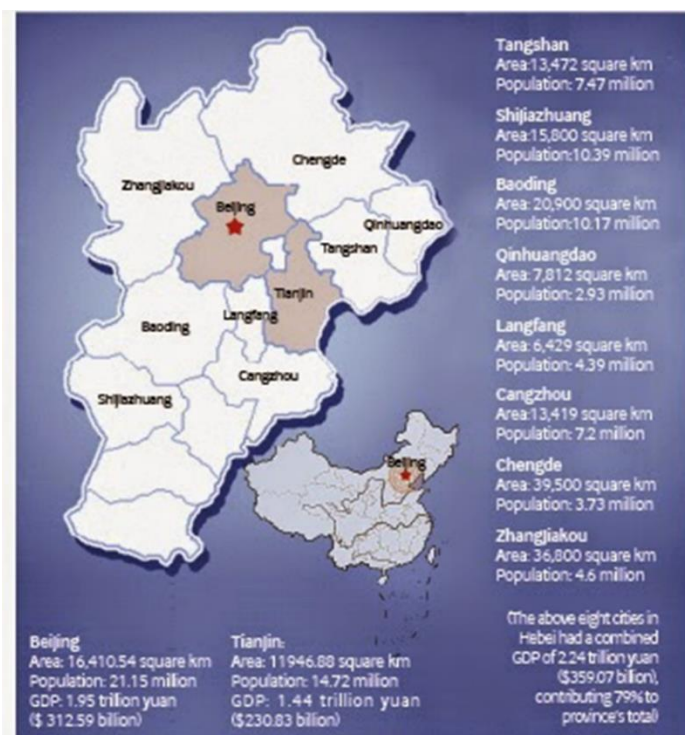 Tangshan
Area:13,472 square km
Population: 7.47 million
Shijiazhuang
Area:15,800 square km
Population:10.39 million
Baoding
Area: 20,900 square km
Population:10.17 million
Qinhuangdao
Area: 7,812 square km
Population: 2.93 million
Langfang
Area: 6,429 square km
Population: 4.39 million
Cangzhou
Area:13,419 square km
Population: 7.2 million
Chengde
Area: 39,500 square km
Population: 3.73 million
Zhangjiakou
Area: 36,800 square km
Population: 4.6 million
(The above eight cities in
Hebei had a combined
GDP of 2.24 trillion yuan
($359.07 billion),
contributing 79% to
province's total)
Chengde
Zhangjiakou
Beijing
Qinhuangdao
Tangshan
Tianjin
Langfang
Baoding
Cangzhou
Shijiazhuang
Beijing
Beijing
Area: 16,410.54 square km
Population: 21.15 million
GDP: 1.95 trillion yuan
($ 312.59 billion)
Tianjin:
Area: 11946.88 square km
Population: 14.72 million
GDP: 1.44 trillion yuan
($230.83 billion)